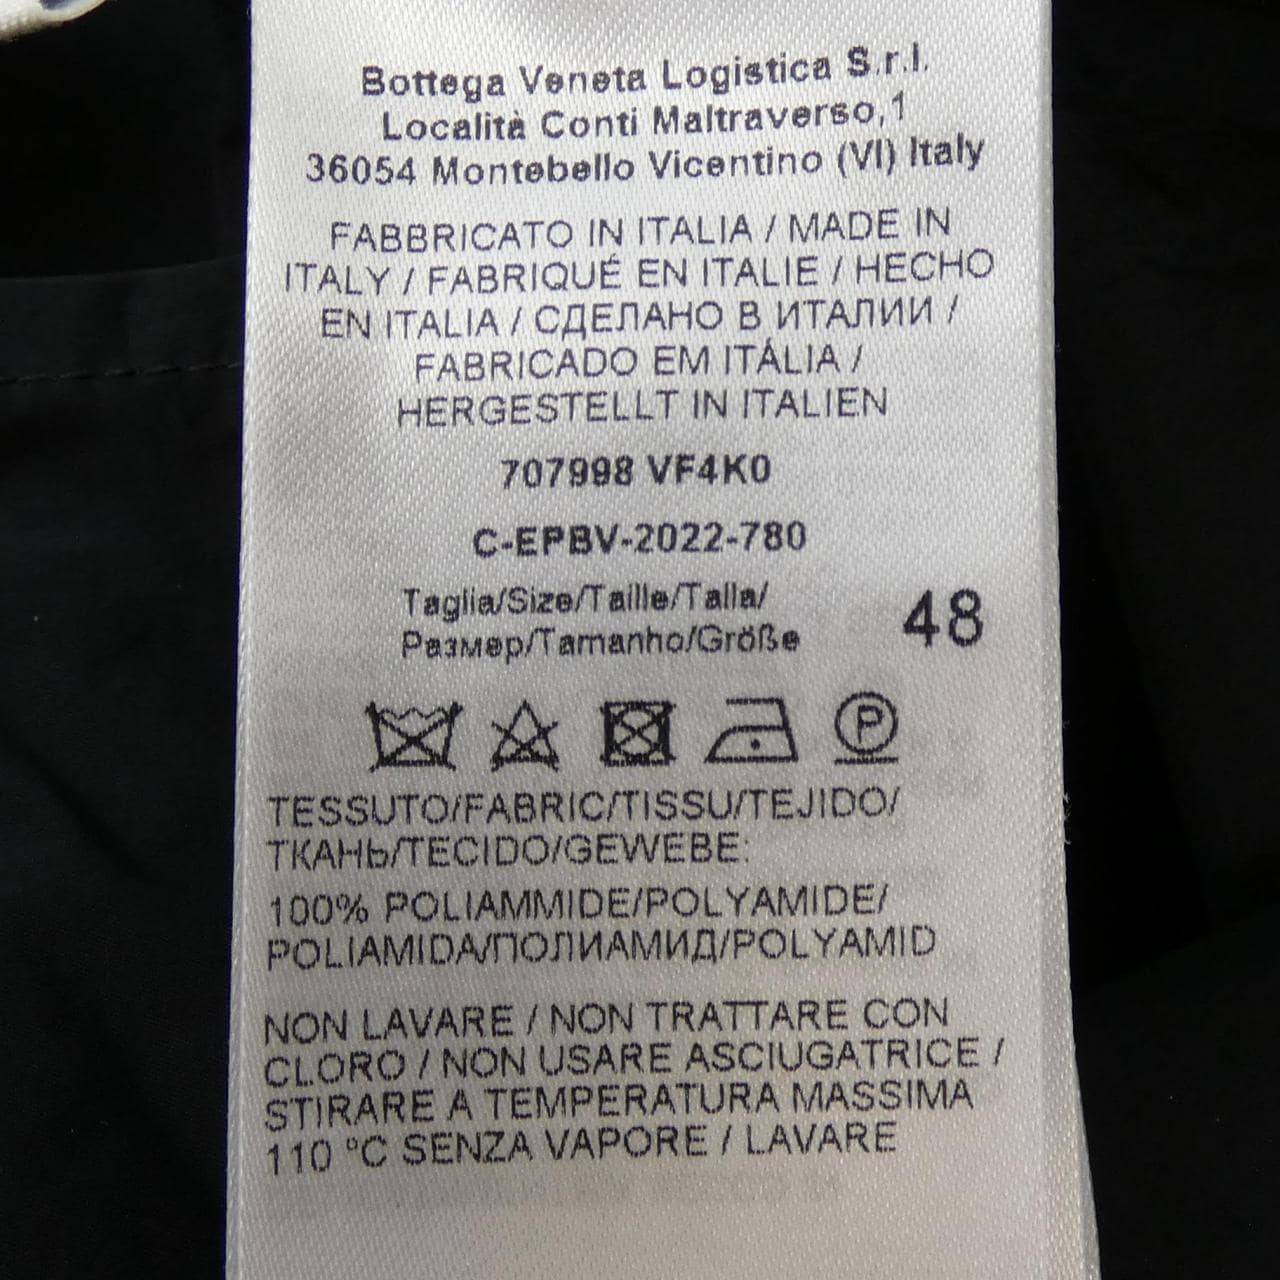 Bottega Veneta Logistica S.r.l.
Località Conti Maltraverso,1
36054 Montebello Vicentino (VI) Italy
FABBRICATO IN ITALIA / MADE IN
ITALY / FABRIQUÉ EN ITALIE / HECHO
EN ITALIA / СДЕЛАНО В ИТАЛИИ /
FABRICADO EM ITÁLIA /
HERGESTELLT IN ITALIEN
707998 VF4K0
C-EPBV-2022-780
Taglia/Size/Taille/Talla/
Размер/Tamanho/Größe
48
P
TESSUTO/FABRIC/TISSU/TEJIDO/
ТКАНЬ/TECIDO/GEWEBE:
100% POLIAMMIDE/POLYAMIDE/
POLIAMIDA/ПОЛИАМИД/POLYAMID
NON LAVARE / NON TRATTARE CON
CLORO / NON USARE ASCIUGATRICE /
STIRARE A TEMPERATURA MASSIMA
110 °C SENZA VAPORE / LAVARE